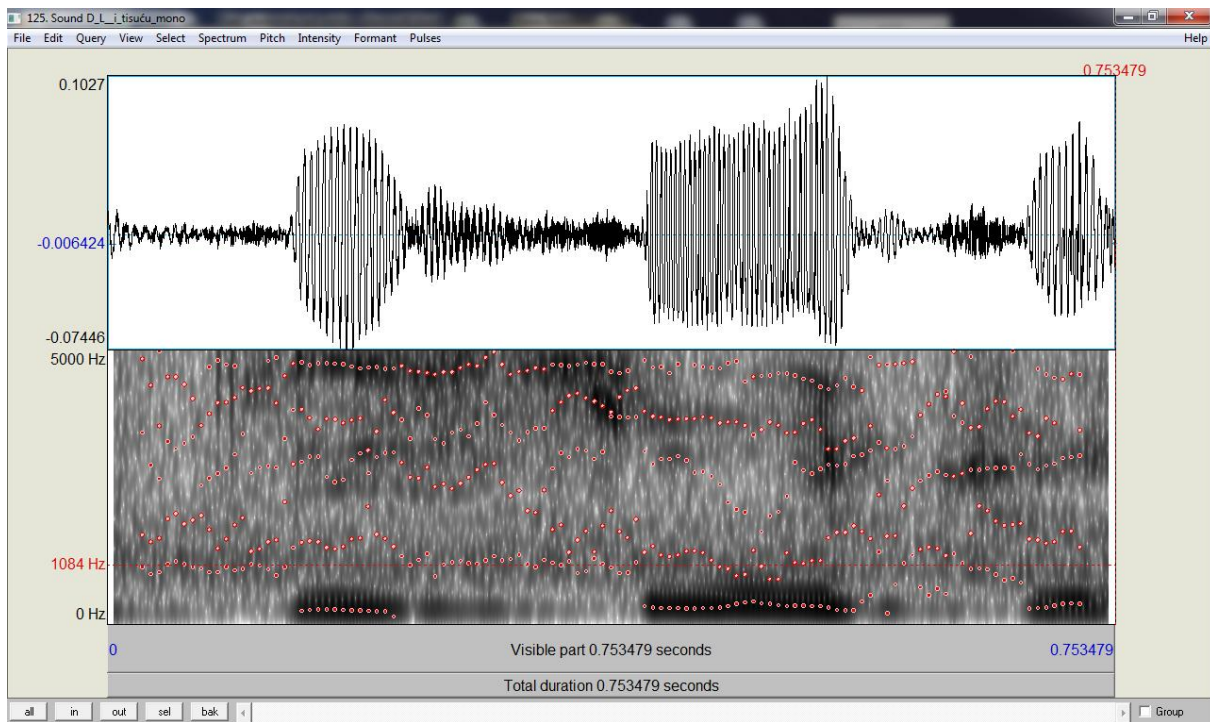 125. Sound D_L__i_tisuću_mono
File Edit Query View Select Spectrum Pitch Intensity Formant Pulses Help
0.753479
0.1027
-0.006424
-0.07446
5000 Hz
1084 Hz
0 Hz
0 Visible part 0.753479 seconds 0.753479
Total duration 0.753479 seconds
all in out sel bak Group